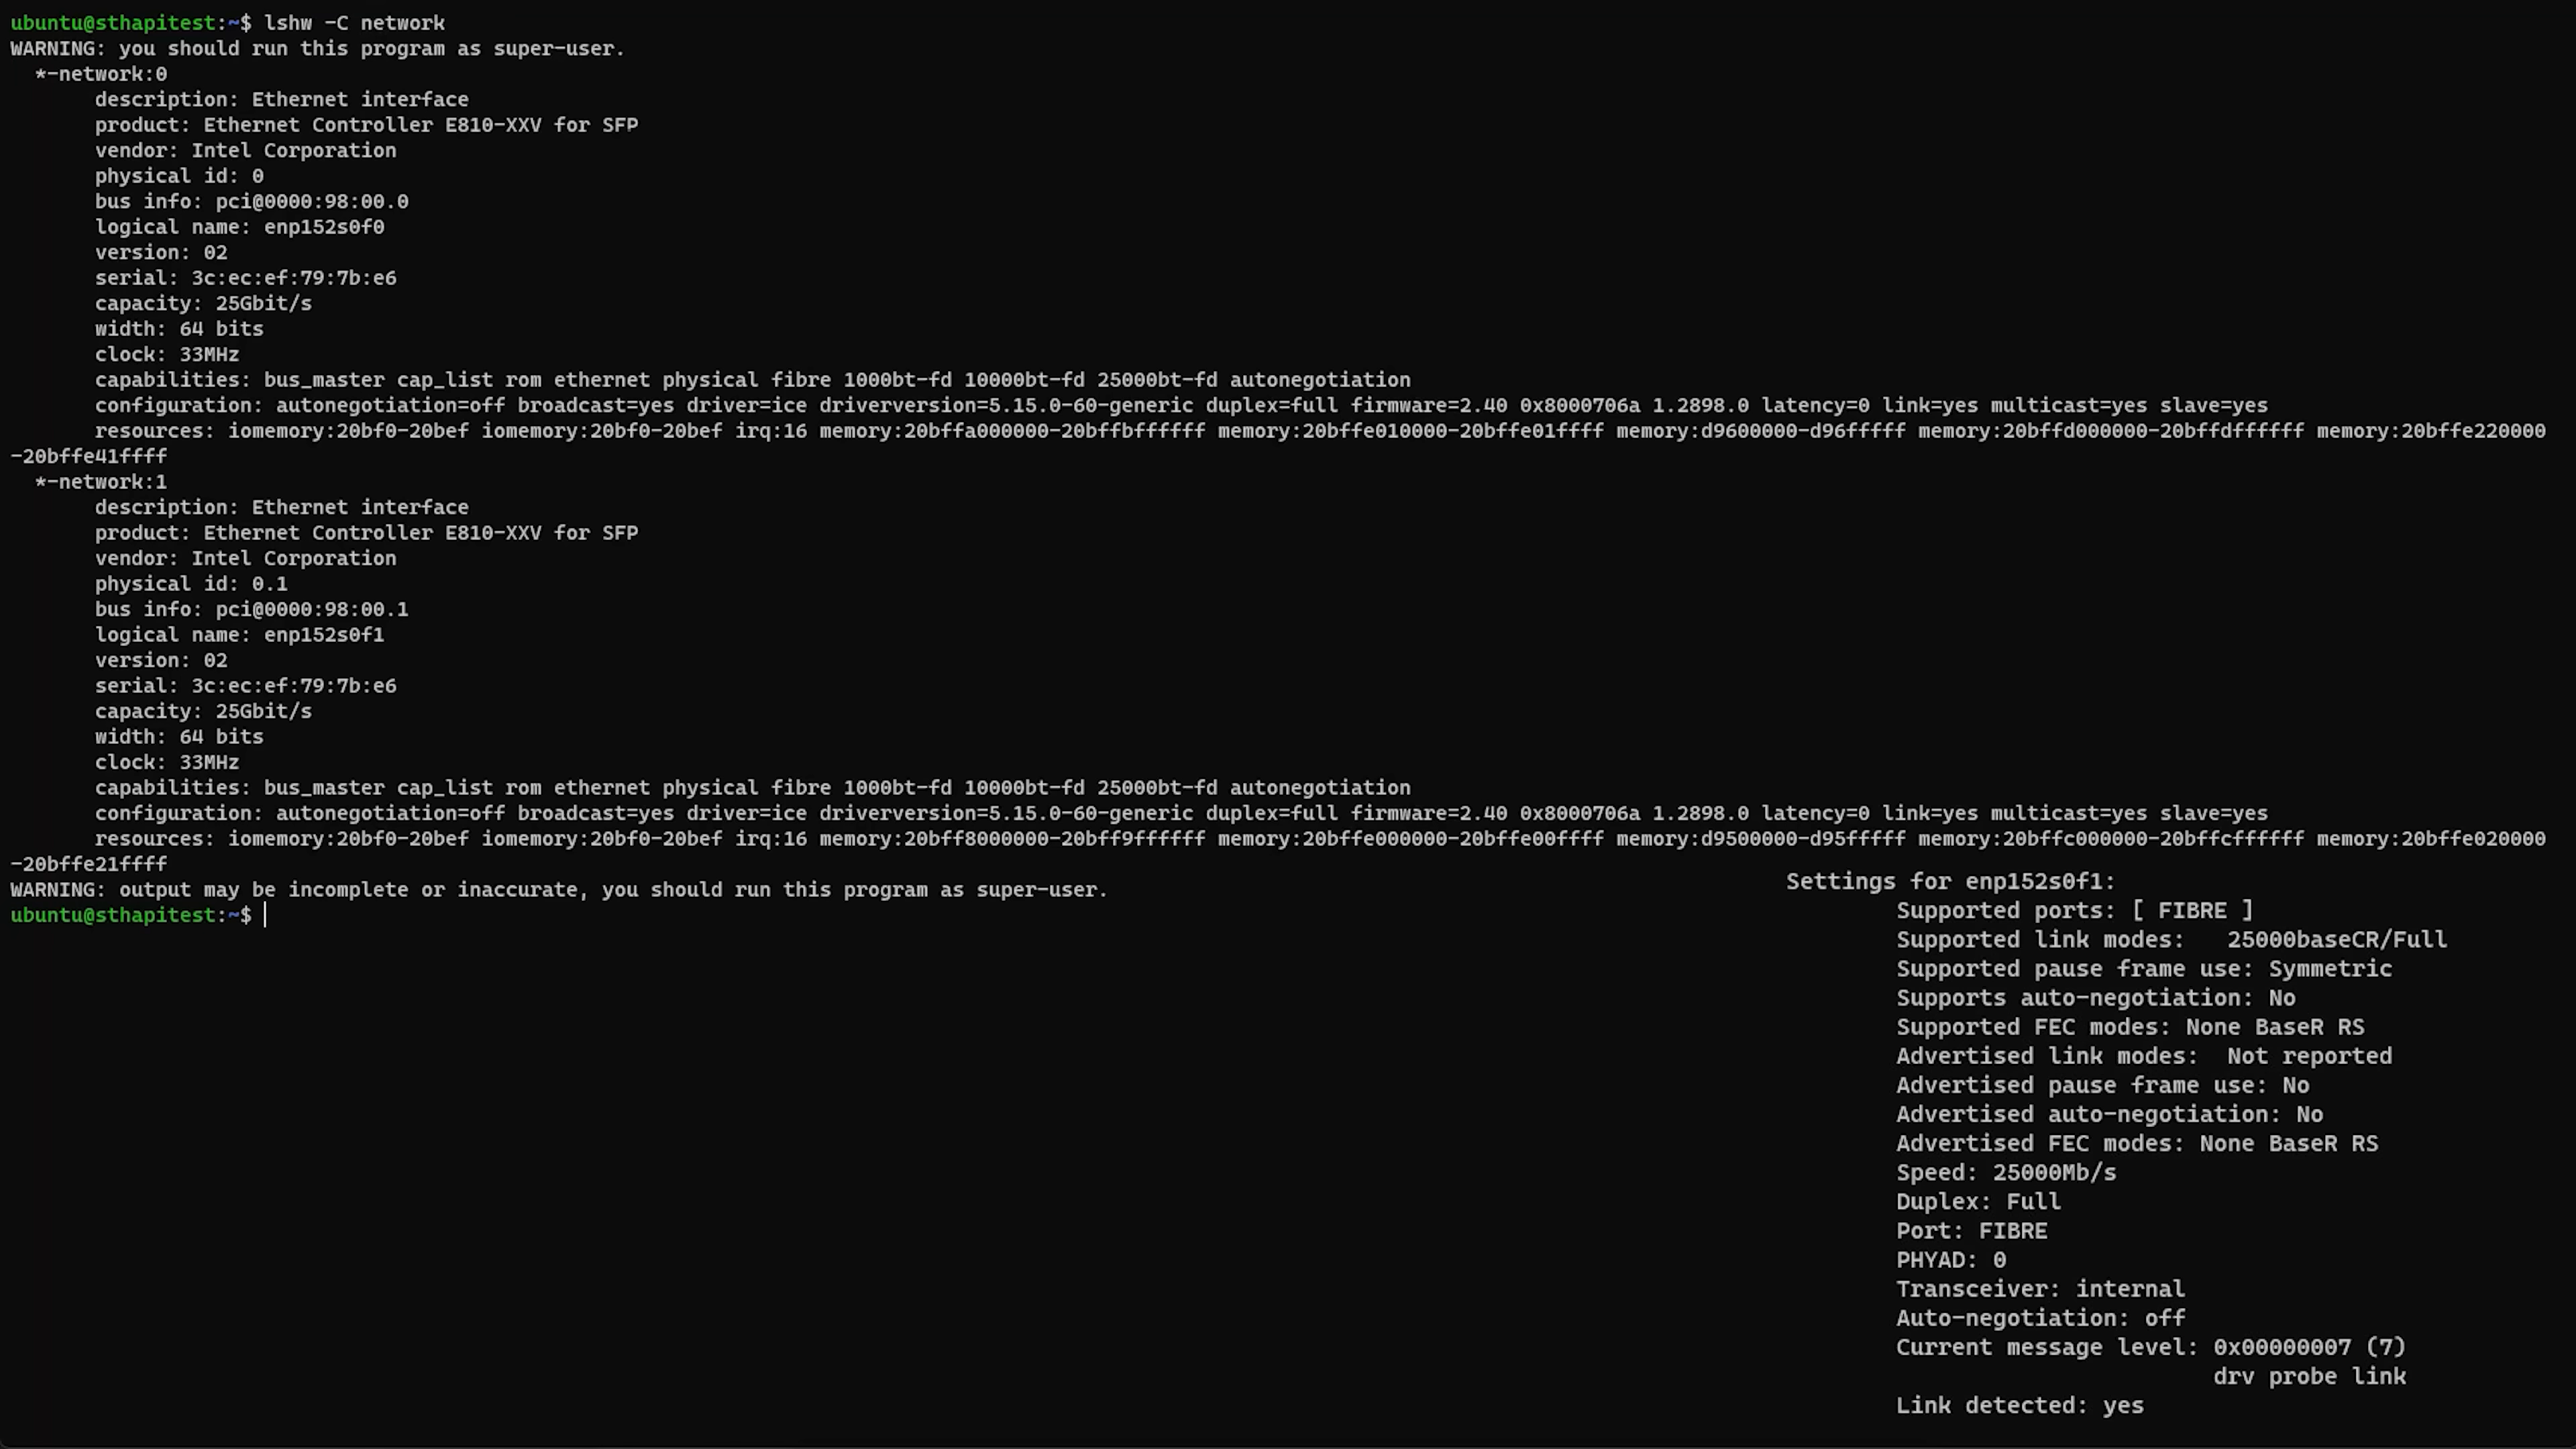 ubuntu@sthapitest:~$ lshw -C network
WARNING: you should run this program as super-user.
  *-network:0
       description: Ethernet interface
       product: Ethernet Controller E810-XXV for SFP
       vendor: Intel Corporation
       physical id: 0
       bus info: pci@0000:98:00.0
       logical name: enp152s0f0
       version: 02
       serial: 3c:ec:ef:79:7b:e6
       capacity: 25Gbit/s
       width: 64 bits
       clock: 33MHz
       capabilities: bus_master cap_list rom ethernet physical fibre 1000bt-fd 10000bt-fd 25000bt-fd autonegotiation
       configuration: autonegotiation=off broadcast=yes driver=ice driverversion=5.15.0-60-generic duplex=full firmware=2.40 0x8000706a 1.2898.0 latency=0 link=yes multicast=yes slave=yes
       resources: iomemory:20bf0-20bef iomemory:20bf0-20bef irq:16 memory:20bffa000000-20bffbffffff memory:20bffe010000-20bffe01ffff memory:d9600000-d96fffff memory:20bffd000000-20bffdffffff memory:20bffe220000
-20bffe41ffff
  *-network:1
       description: Ethernet interface
       product: Ethernet Controller E810-XXV for SFP
       vendor: Intel Corporation
       physical id: 0.1
       bus info: pci@0000:98:00.1
       logical name: enp152s0f1
       version: 02
       serial: 3c:ec:ef:79:7b:e6
       capacity: 25Gbit/s
       width: 64 bits
       clock: 33MHz
       capabilities: bus_master cap_list rom ethernet physical fibre 1000bt-fd 10000bt-fd 25000bt-fd autonegotiation
       configuration: autonegotiation=off broadcast=yes driver=ice driverversion=5.15.0-60-generic duplex=full firmware=2.40 0x8000706a 1.2898.0 latency=0 link=yes multicast=yes slave=yes
       resources: iomemory:20bf0-20bef iomemory:20bf0-20bef irq:16 memory:20bff8000000-20bff9ffffff memory:20bffe000000-20bffe00ffff memory:d9500000-d95fffff memory:20bffc000000-20bffcffffff memory:20bffe020000
-20bffe21ffff
WARNING: output may be incomplete or inaccurate, you should run this program as super-user.
ubuntu@sthapitest:~$
Settings for enp152s0f1:
        Supported ports: [ FIBRE ]
        Supported link modes:   25000baseCR/Full
        Supported pause frame use: Symmetric
        Supports auto-negotiation: No
        Supported FEC modes: None BaseR RS
        Advertised link modes:  Not reported
        Advertised pause frame use: No
        Advertised auto-negotiation: No
        Advertised FEC modes: None BaseR RS
        Speed: 25000Mb/s
        Duplex: Full
        Port: FIBRE
        PHYAD: 0
        Transceiver: internal
        Auto-negotiation: off
        Current message level: 0x00000007 (7)
                               drv probe link
        Link detected: yes